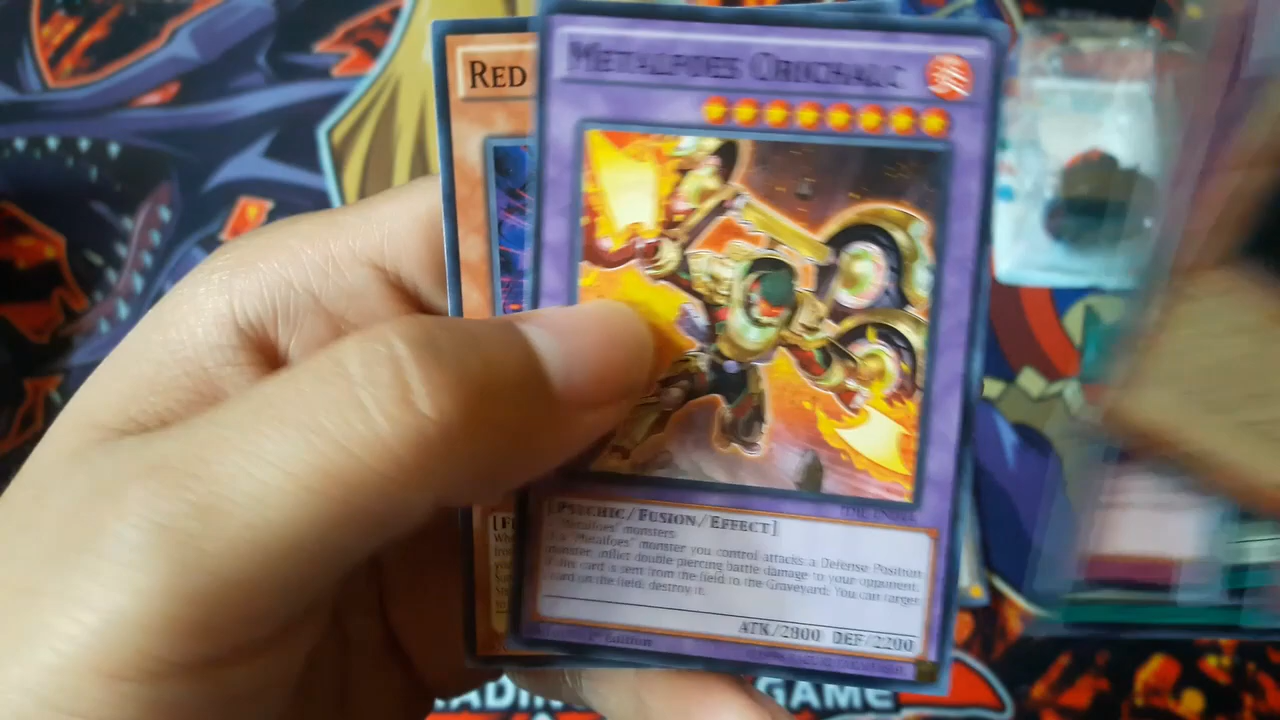 RED
METALFOES ORICHALC
[PSYCHIC/FUSION/EFFECT]
"Metalfoes" monsters
If a "Metalfoes" monster you control attacks a Defense Position
monster, inflict double piercing battle damage to your opponent.
If this card is sent from the field to the Graveyard: You can target
card on the field; destroy it.
ATK/2800 DEF/2200
1st Edition
GAME